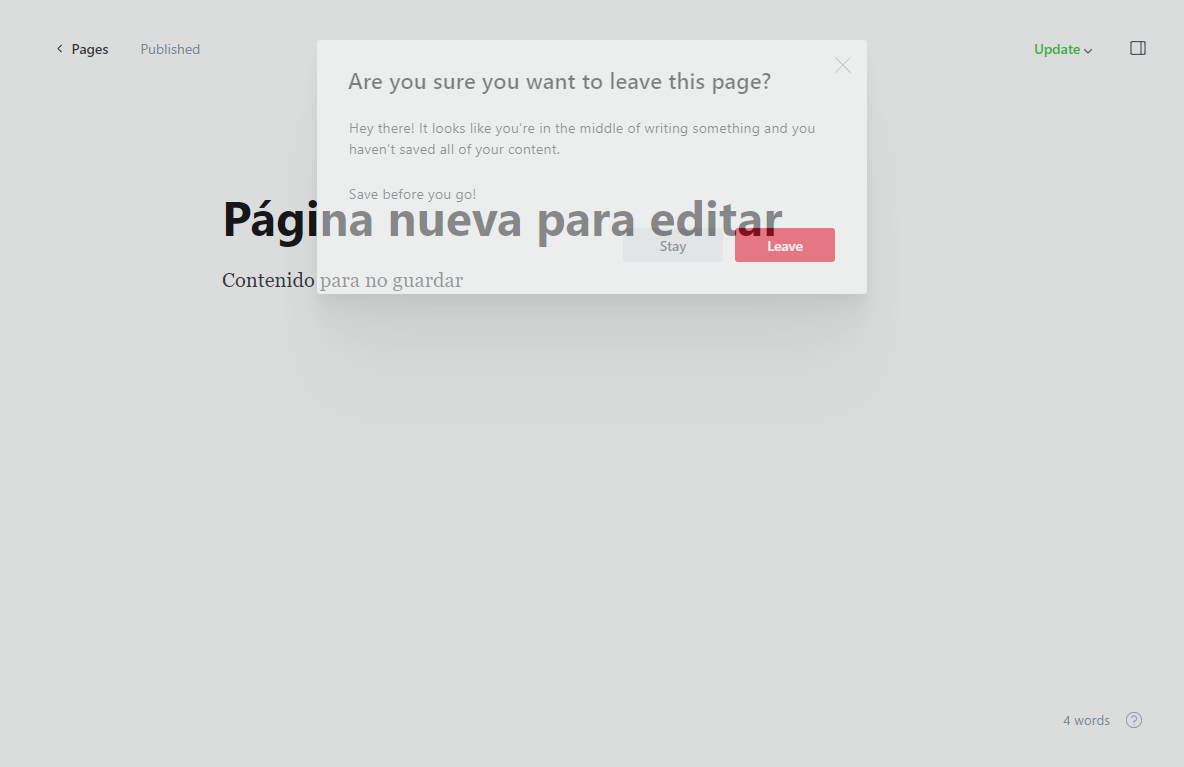 Pages
Published
Update
Are you sure you want to leave this page?
Hey there! It looks like you're in the middle of writing something and you
haven't saved all of your content.
Save before you go!
Página nueva para editar
Stay
Leave
Contenido para no guardar
4 words
?